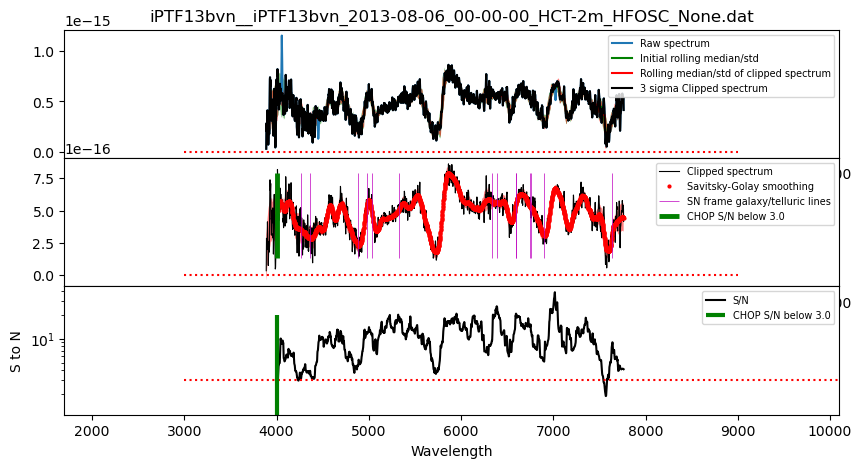 iPTF13bvn__iPTF13bvn_2013-08-06_00-00-00_HCT-2m_HFOSC_None.dat
1e−15
1.0
0.5
0.0
Raw spectrum
Initial rolling median/std
Rolling median/std of clipped spectrum
3 sigma Clipped spectrum
1e−16
7.5
5.0
2.5
0.0
Clipped spectrum
Savitsky-Golay smoothing
SN frame galaxy/telluric lines
CHOP S/N below 3.0
S to N
10^1
S/N
CHOP S/N below 3.0
2000 3000 4000 5000 6000 7000 8000 9000 10000
Wavelength